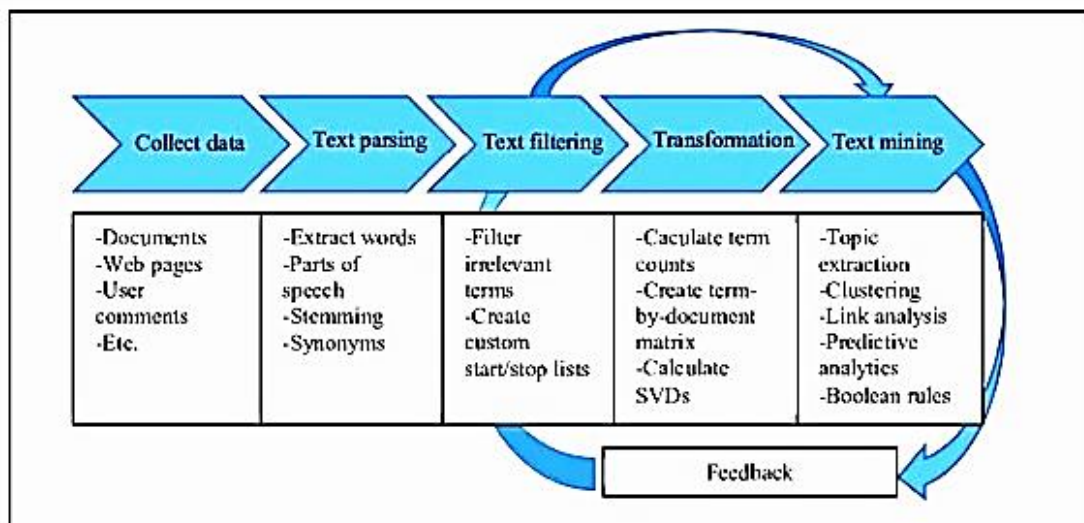 Collect data
Text parsing
Text filtering
Transformation
Text mining
-Documents
-Web pages
-User
comments
-Etc.
-Extract words
-Parts of
speech
-Stemming
-Synonyms
-Filter
irrelevant
terms
-Create
custom
start/stop lists
-Caculate term
counts
-Create term-
by-document
matrix
-Calculate
SVDs
-Topic
extraction
-Clustering
-Link analysis
-Predictive
analytics
-Boolean rules
Feedback